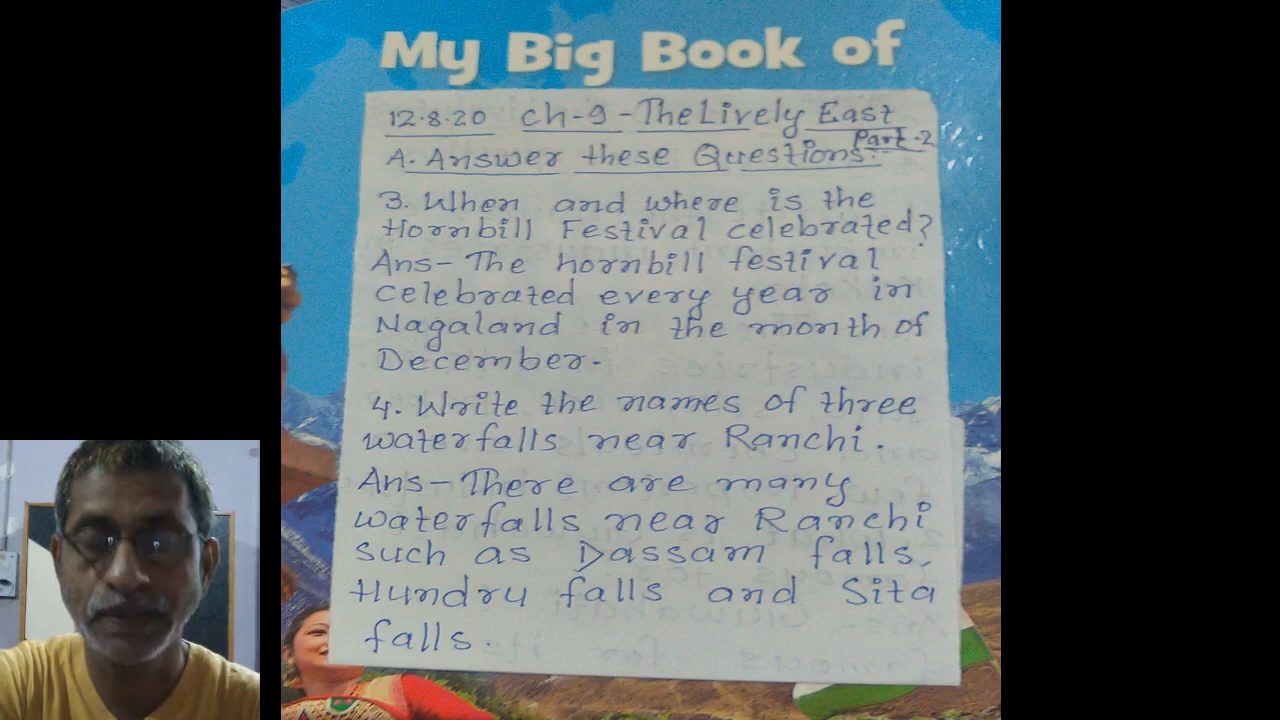 My Big Book of
12.8.20 Ch-9-The Lively East
Part-2
A. Answer these Questions:
3. When and where is the
Hornbill Festival celebrated?
Ans- The hornbill festival
celebrated every year in
Nagaland in the month of
December.
4. Write the names of three
waterfalls near Ranchi.
Ans- There are many
waterfalls near Ranchi
such as Dassam falls,
Hundru falls and Sita
falls.